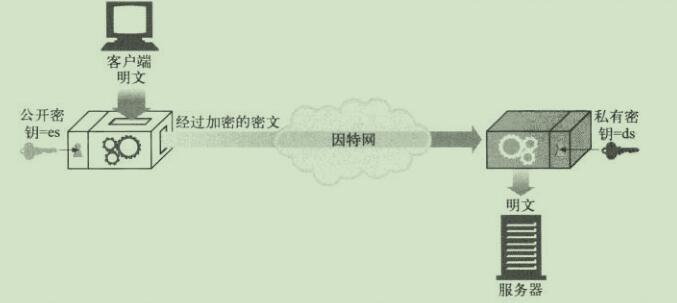 客户端
明文
公开密
钥=es
经过加密的密文
因特网
私有密
钥=ds
明文
服务器